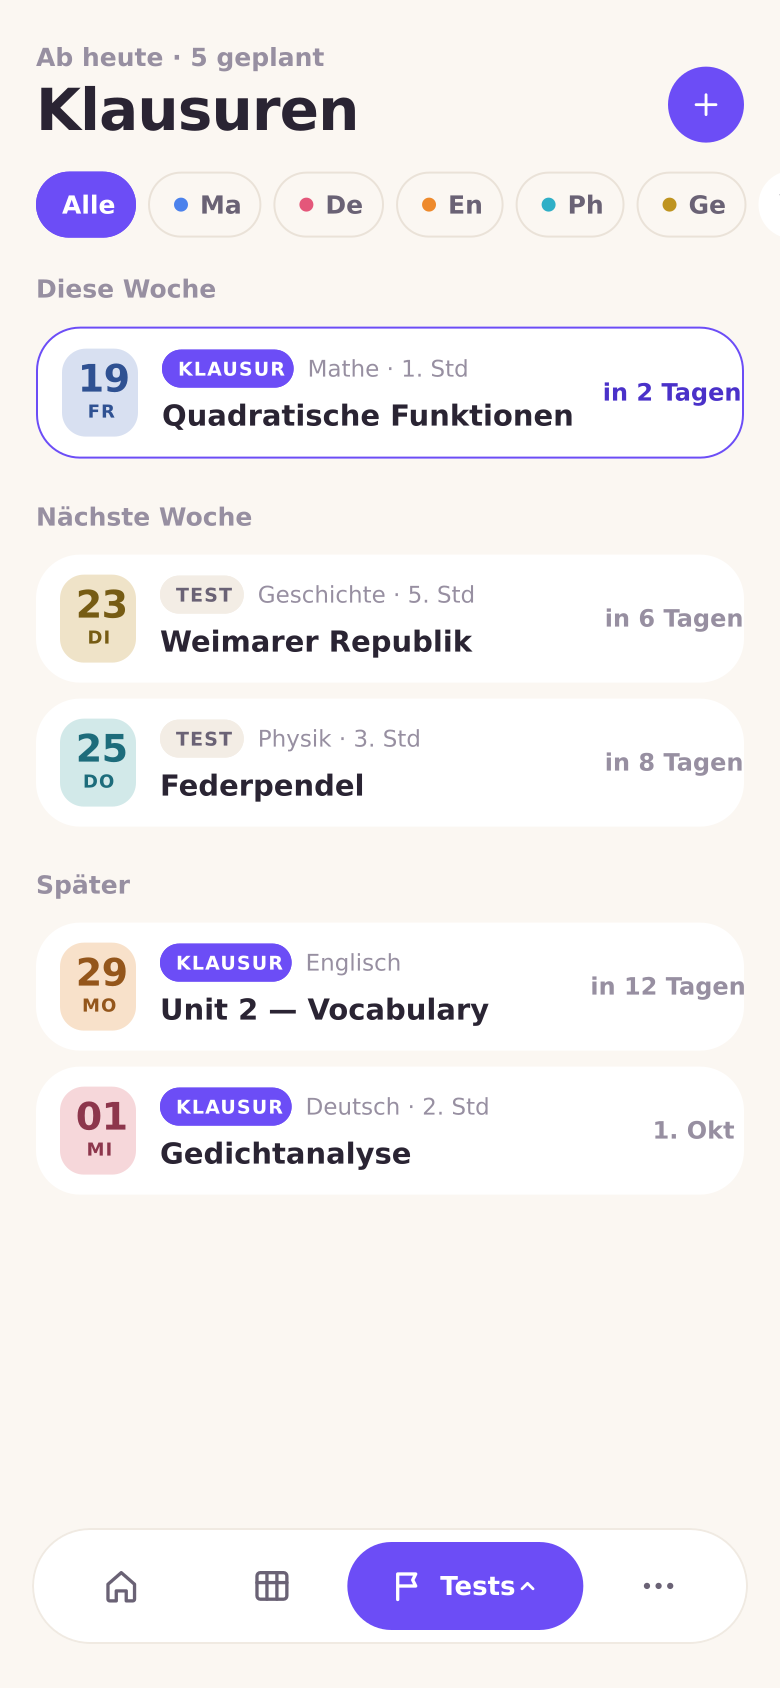 Ab heute · 5 geplant
Klausuren
Alle
Ma
De
En
Ph
Ge
Diese Woche
19
FR
KLAUSUR
Mathe · 1. Std
Quadratische Funktionen
in 2 Tagen
Nächste Woche
23
DI
TEST
Geschichte · 5. Std
Weimarer Republik
in 6 Tagen
25
DO
TEST
Physik · 3. Std
Federpendel
in 8 Tagen
Später
29
MO
KLAUSUR
Englisch
Unit 2 — Vocabulary
in 12 Tagen
01
MI
KLAUSUR
Deutsch · 2. Std
Gedichtanalyse
1. Okt
Tests